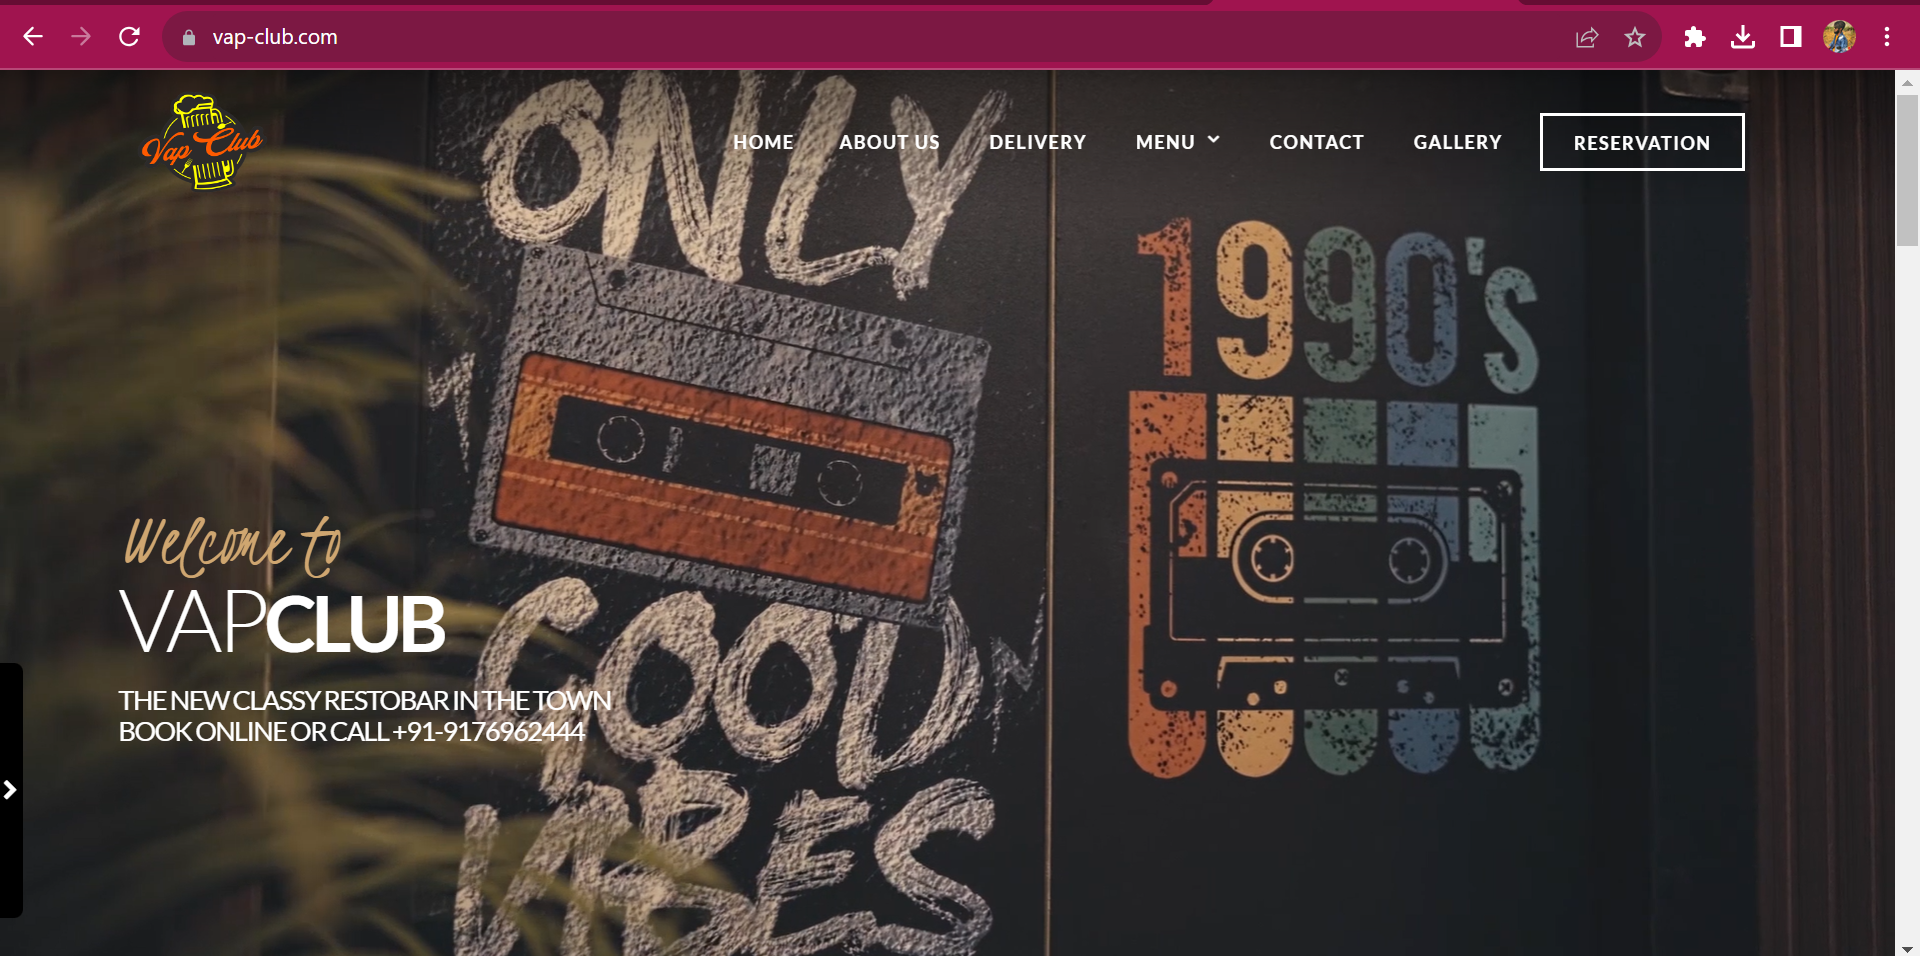 vap-club.com
Vap Club
HOME
ABOUT US
DELIVERY
MENU
CONTACT
GALLERY
RESERVATION
ONLY
GOOD
VIBES
1990's
Welcome to
VAPCLUB
THE NEW CLASSY RESTOBAR IN THE TOWN
BOOK ONLINE OR CALL +91-9176962444